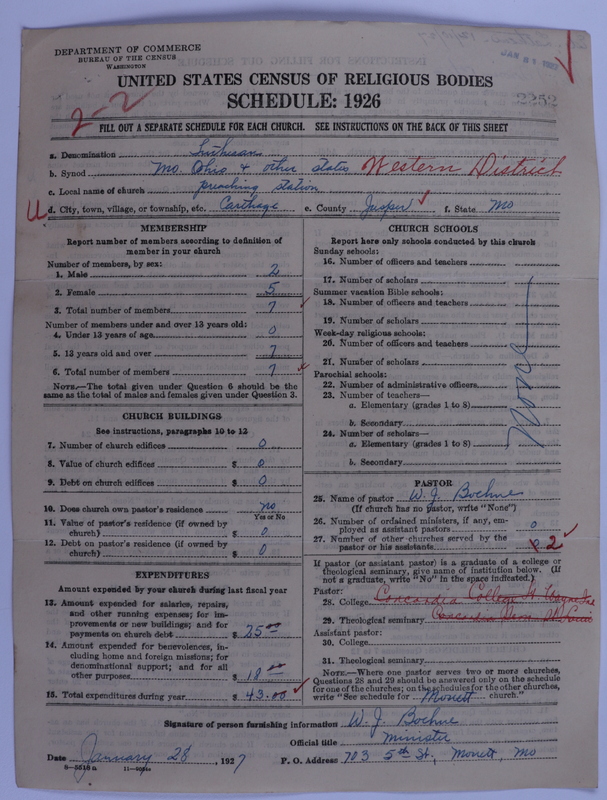 DEPARTMENT OF COMMERCE
BUREAU OF THE CENSUS
WASHINGTON
UNITED STATES CENSUS OF RELIGIOUS BODIES
SCHEDULE: 1926
2252
2-2
FILL OUT A SEPARATE SCHEDULE FOR EACH CHURCH. SEE INSTRUCTIONS ON THE BACK OF THIS SHEET
a. Denomination Lutheran
b. Synod Mo. Ohio & other states Western District
c. Local name of church preaching station
U d. City, town, village, or township, etc. Carthage e. County Jasper f. State Mo
MEMBERSHIP
Report number of members according to definition of
member in your church
Number of members, by sex:
1. Male 2
2. Female 5
3. Total number of members 7
Number of members under and over 13 years old:
4. Under 13 years of age 0
5. 13 years old and over 7
6. Total number of members 7
NOTE.—The total given under Question 6 should be the
same as the total of males and females given under Question 3.
CHURCH BUILDINGS
See instructions, paragraphs 10 to 12
7. Number of church edifices 0
8. Value of church edifices $ 0
9. Debt on church edifices $ 0
10. Does church own pastor's residence no
Yes or No
11. Value of pastor's residence (if owned by
church) $ 0
12. Debt on pastor's residence (if owned by
church) $ 0
EXPENDITURES
Amount expended by your church during last fiscal year
13. Amount expended for salaries, repairs,
and other running expenses; for im-
provements or new buildings; and for
payments on church debt $ 25.00
14. Amount expended for benevolences, in-
cluding home and foreign missions; for
denominational support; and for all
other purposes $ 18.00
15. Total expenditures during year $ 43.00
CHURCH SCHOOLS
Report here only schools conducted by this church
Sunday schools:
16. Number of officers and teachers
17. Number of scholars
Summer vacation Bible schools:
18. Number of officers and teachers
19. Number of scholars
Week-day religious schools:
20. Number of officers and teachers
21. Number of scholars
Parochial schools:
22. Number of administrative officers
23. Number of teachers—
a. Elementary (grades 1 to 8)
b. Secondary
24. Number of scholars—
a. Elementary (grades 1 to 8)
b. Secondary
None
PASTOR
25. Name of pastor W. J. Boehne
(If church has no pastor, write "None")
26. Number of ordained ministers, if any, em-
ployed as assistant pastors 0
27. Number of other churches served by the
pastor or his assistants 2
If pastor (or assistant pastor) is a graduate of a college or
theological seminary, give name of institution below. (If
not a graduate, write "No" in the space indicated.)
Pastor:
28. College Concordia College Ft Wayne Ind
29. Theological seminary Concordia Sem St Louis
Assistant pastor:
30. College
31. Theological seminary
NOTE.—Where one pastor serves two or more churches,
Questions 28 and 29 should be answered only on the schedule
for one of the churches; on the schedules for the other churches,
write "See schedule for Monett church."
Signature of person furnishing information W. J. Boehne
Official title minister
Date January 28, 1927 P. O. Address 703 5th St, Monett, Mo